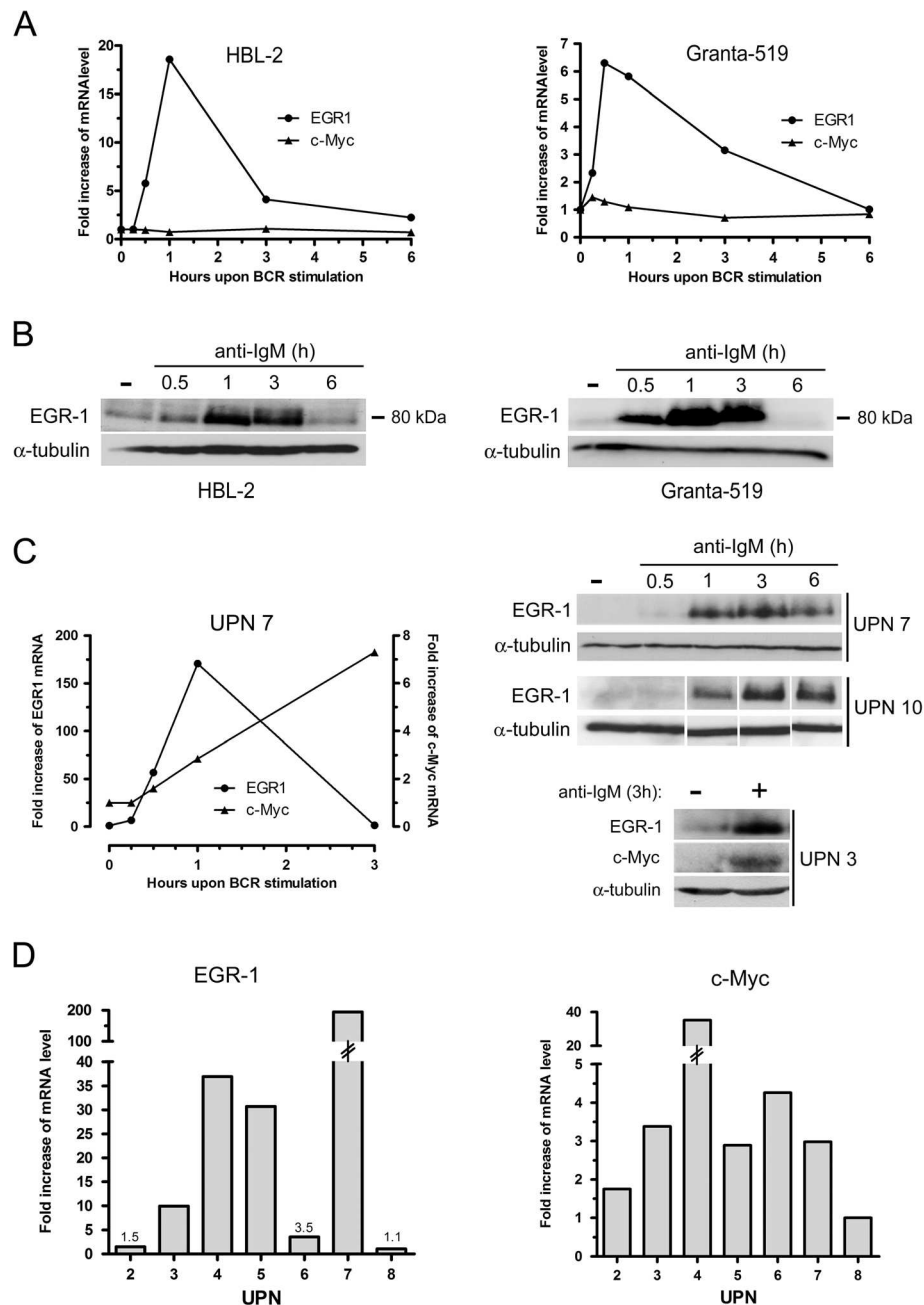 A
HBL-2
Fold increase of mRNAlevel
20
15
10
5
0
EGR1
c-Myc
0 1 2 3 4 5 6
Hours upon BCR stimulation
Granta-519
Fold increase of mRNAlevel
7
6
5
4
3
2
1
0
EGR1
c-Myc
0 1 2 3 4 5 6
Hours upon BCR stimulation
B
anti-IgM (h)
- 0.5 1 3 6
EGR-1
80 kDa
α-tubulin
HBL-2
anti-IgM (h)
- 0.5 1 3 6
EGR-1
80 kDa
α-tubulin
Granta-519
C
UPN 7
Fold increase of EGR1 mRNA
200
150
100
50
0
EGR1
c-Myc
8
6
4
2
0
Fold increase of c-Myc mRNA
0 1 2 3
Hours upon BCR stimulation
anti-IgM (h)
- 0.5 1 3 6
EGR-1
α-tubulin
UPN 7
EGR-1
α-tubulin
UPN 10
anti-IgM (3h): - +
EGR-1
c-Myc
α-tubulin
UPN 3
D
EGR-1
Fold increase of mRNA level
200
100
40
35
30
25
20
15
10
5
0
1.5
3.5
1.1
2 3 4 5 6 7 8
UPN
c-Myc
Fold increase of mRNA level
40
20
5
4
3
2
1
0
2 3 4 5 6 7 8
UPN